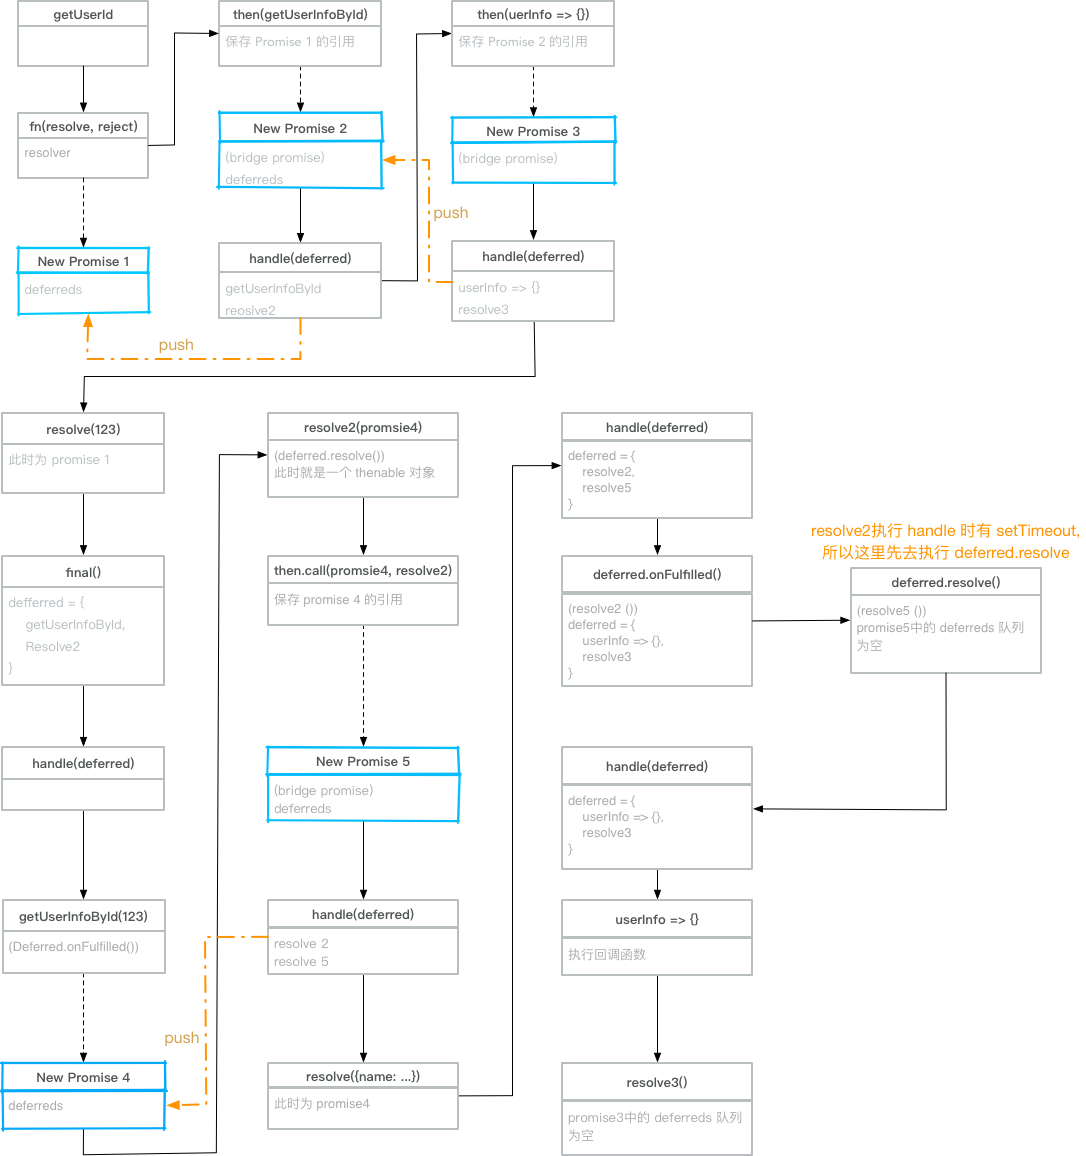 getUserId
fn(resolve, reject)
resolver
New Promise 1
deferreds
then(getUserInfoById)
保存 Promise 1 的引用
New Promise 2
(bridge promise)
deferreds
handle(deferred)
getUserInfoById
reoslve2
push
then(uerInfo => {})
保存 Promise 2 的引用
New Promise 3
(bridge promise)
push
handle(deferred)
userInfo => {}
resolve3
resolve(123)
此时为 promise 1
final()
defferred = {
getUserInfoById,
Resolve2
}
handle(deferred)
getUserInfoById(123)
(Deferred.onFulfilled())
New Promise 4
deferreds
push
resolve2(promsie4)
(deferred.resolve())
此时就是一个 thenable 对象
then.call(promsie4, resolve2)
保存 promise 4 的引用
New Promise 5
(bridge promise)
deferreds
handle(deferred)
resolve 2
resolve 5
resolve({name: ...})
此时为 promise4
handle(deferred)
deferred = {
resolve2,
resolve5
}
deferred.onFulfilled()
(resolve2 ())
deferred = {
userInfo => {},
resolve3
}
resolve2执行 handle 时有 setTimeout,
所以这里先去执行 deferred.resolve
deferred.resolve()
(resolve5 ())
promise5中的 deferreds 队列
为空
handle(deferred)
deferred = {
userInfo => {},
resolve3
}
userInfo => {}
执行回调函数
resolve3()
promise3中的 deferreds 队列
为空